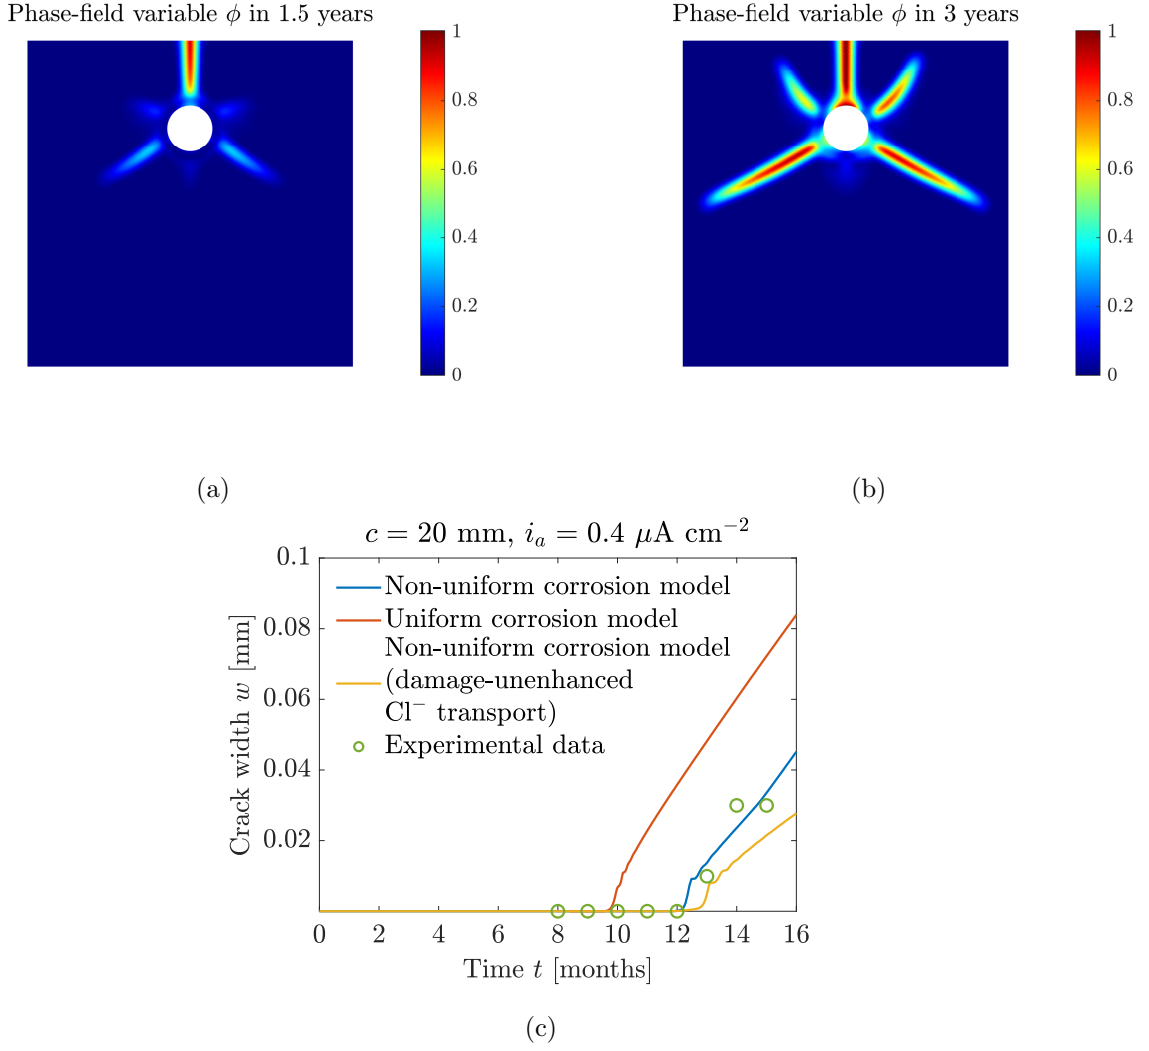 Phase-field variable ϕ in 1.5 years
1
0.8
0.6
0.4
0.2
0
(a)
Phase-field variable ϕ in 3 years
1
0.8
0.6
0.4
0.2
0
(b)
c = 20 mm, i_a = 0.4 μA cm⁻²
Crack width w [mm]
0.1
0.08
0.06
0.04
0.02
Non-uniform corrosion model
Uniform corrosion model
Non-uniform corrosion model
(damage-unenhanced
Cl⁻ transport)
Experimental data
0 2 4 6 8 10 12 14 16
Time t [months]
(c)